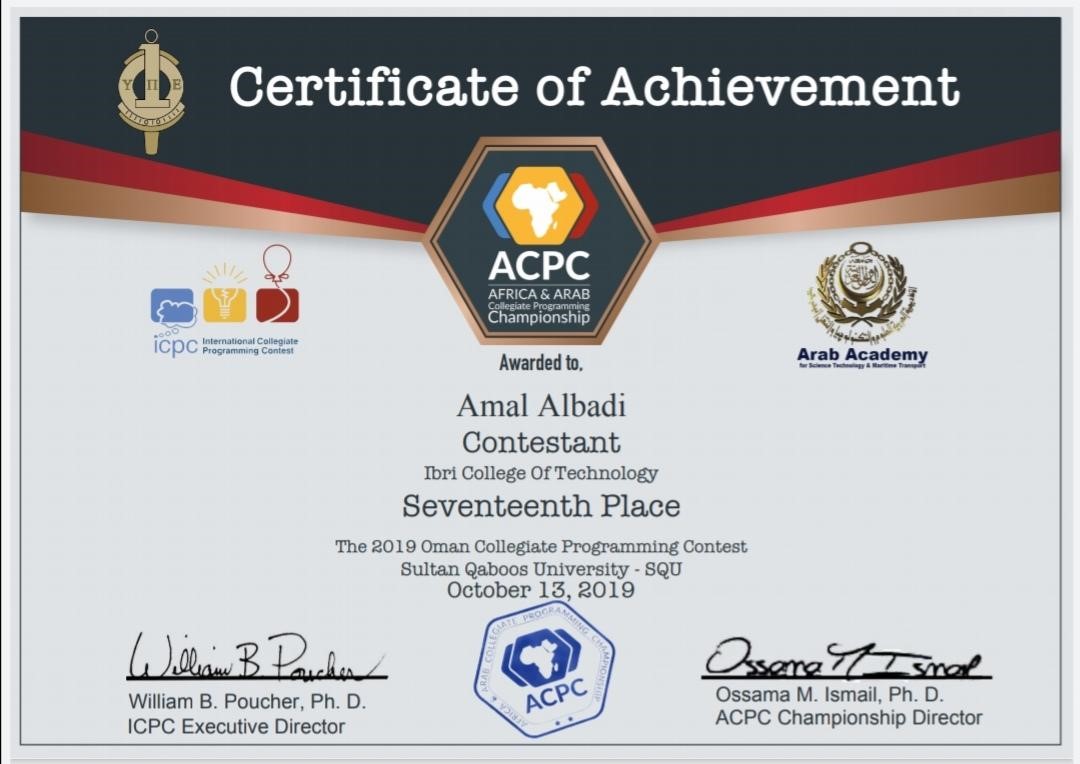 Υ Π Ε
Certificate of Achievement
ACPC
AFRICA & ARAB
Collegiate Programming
Championship
icpc International Collegiate
Programming Contest
Arab Academy
for Science Technology & Maritime Transport
Awarded to,
Amal Albadi
Contestant
Ibri College Of Technology
Seventeenth Place
The 2019 Oman Collegiate Programming Contest
Sultan Qaboos University - SQU
October 13, 2019
William B Poucher
William B. Poucher, Ph. D.
ICPC Executive Director
AFRICA & ARAB COLLEGIATE PROGRAMMING CHAMPIONSHIP
ACPC
Ossama M Ismail
Ossama M. Ismail, Ph. D.
ACPC Championship Director